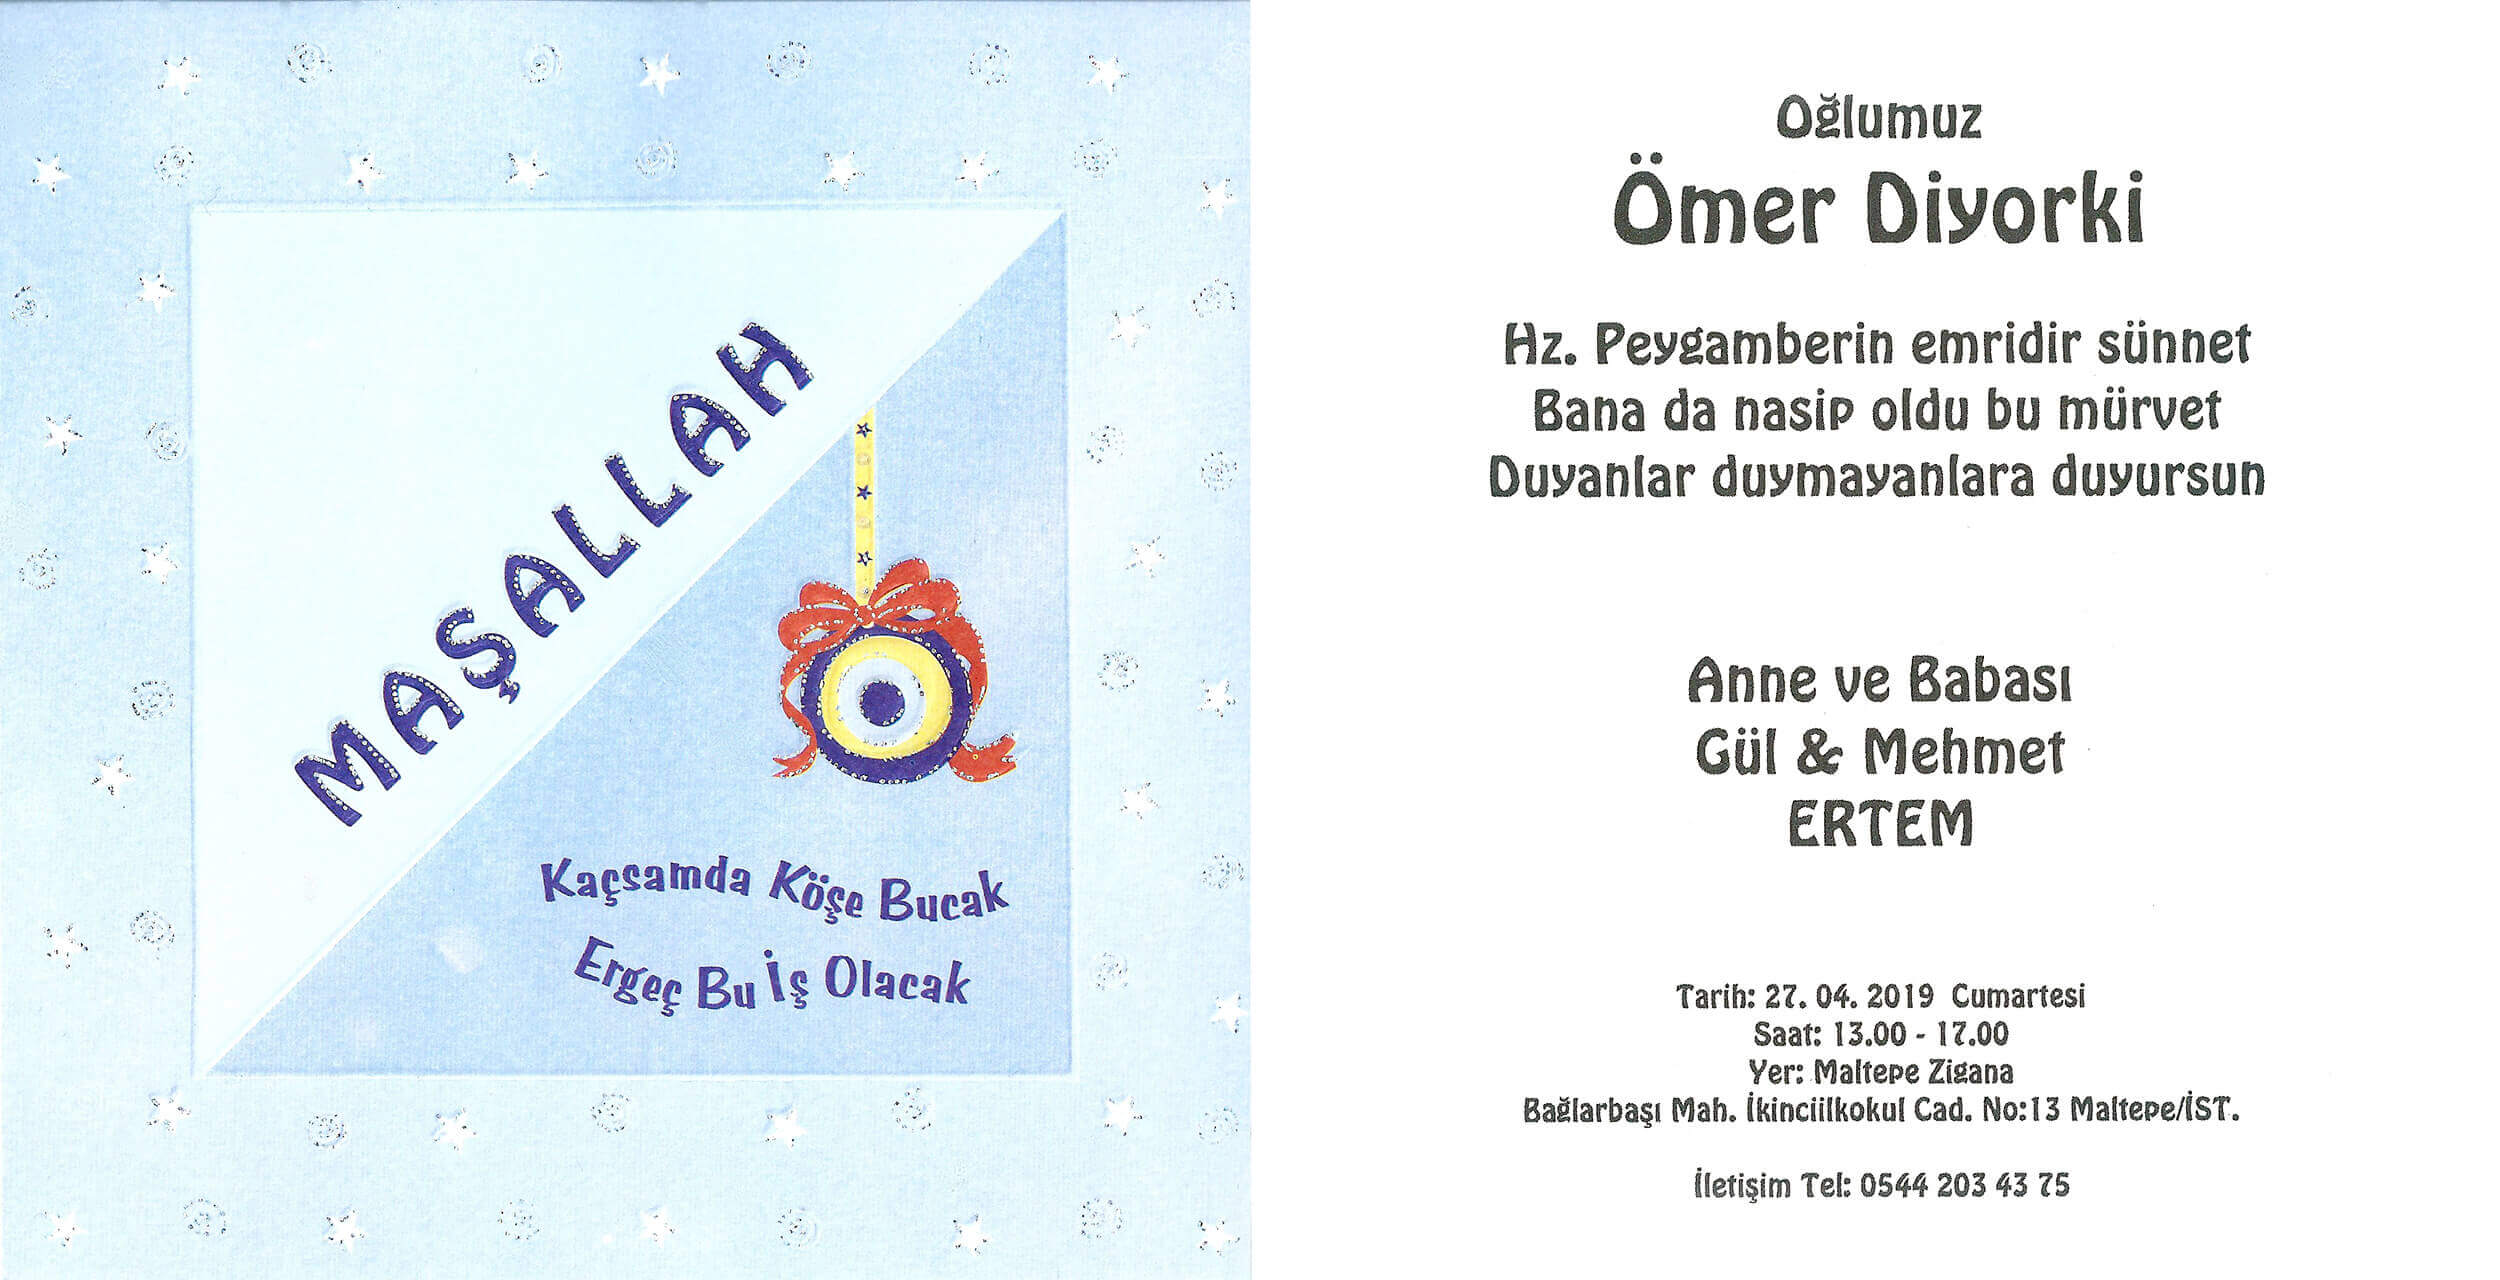 MAŞALLAH
Kaçsamda Köşe Bucak
Ergeç Bu İş Olacak
Oğlumuz
Ömer Diyorki
Hz. Peygamberin emridir sünnet
Bana da nasip oldu bu mürvet
Duyanlar duymayanlara duyursun
Anne ve Babası
Gül & Mehmet
ERTEM
Tarih: 27. 04. 2019 Cumartesi
Saat: 13.00 - 17.00
Yer: Maltepe Zigana
Bağlarbaşı Mah. İkinciilkokul Cad. No:13 Maltepe/İST.
İletişim Tel: 0544 203 43 75